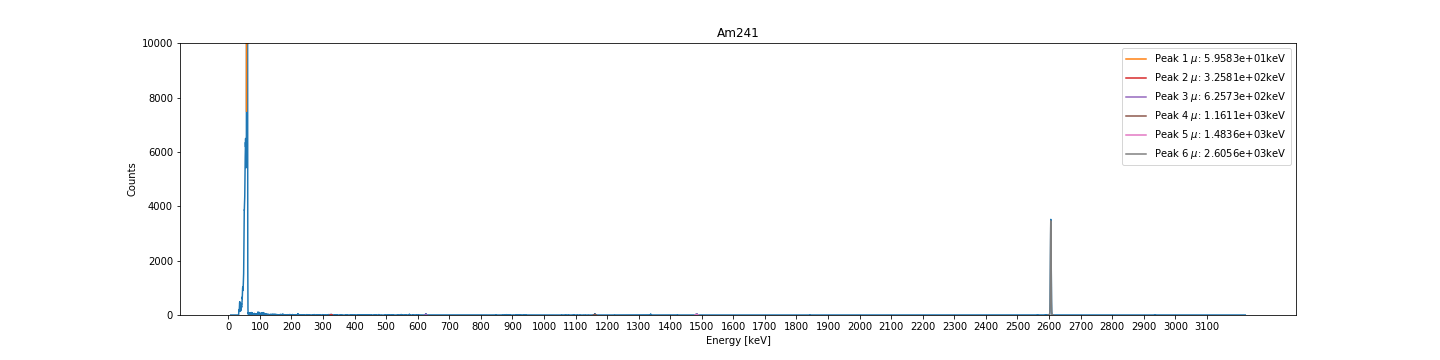 Am241
10000
8000
6000
4000
2000
0
Counts
Peak 1 μ: 5.9583e+01keV
Peak 2 μ: 3.2581e+02keV
Peak 3 μ: 6.2573e+02keV
Peak 4 μ: 1.1611e+03keV
Peak 5 μ: 1.4836e+03keV
Peak 6 μ: 2.6056e+03keV
0 100 200 300 400 500 600 700 800 900 1000 1100 1200 1300 1400 1500 1600 1700 1800 1900 2000 2100 2200 2300 2400 2500 2600 2700 2800 2900 3000 3100
Energy [keV]